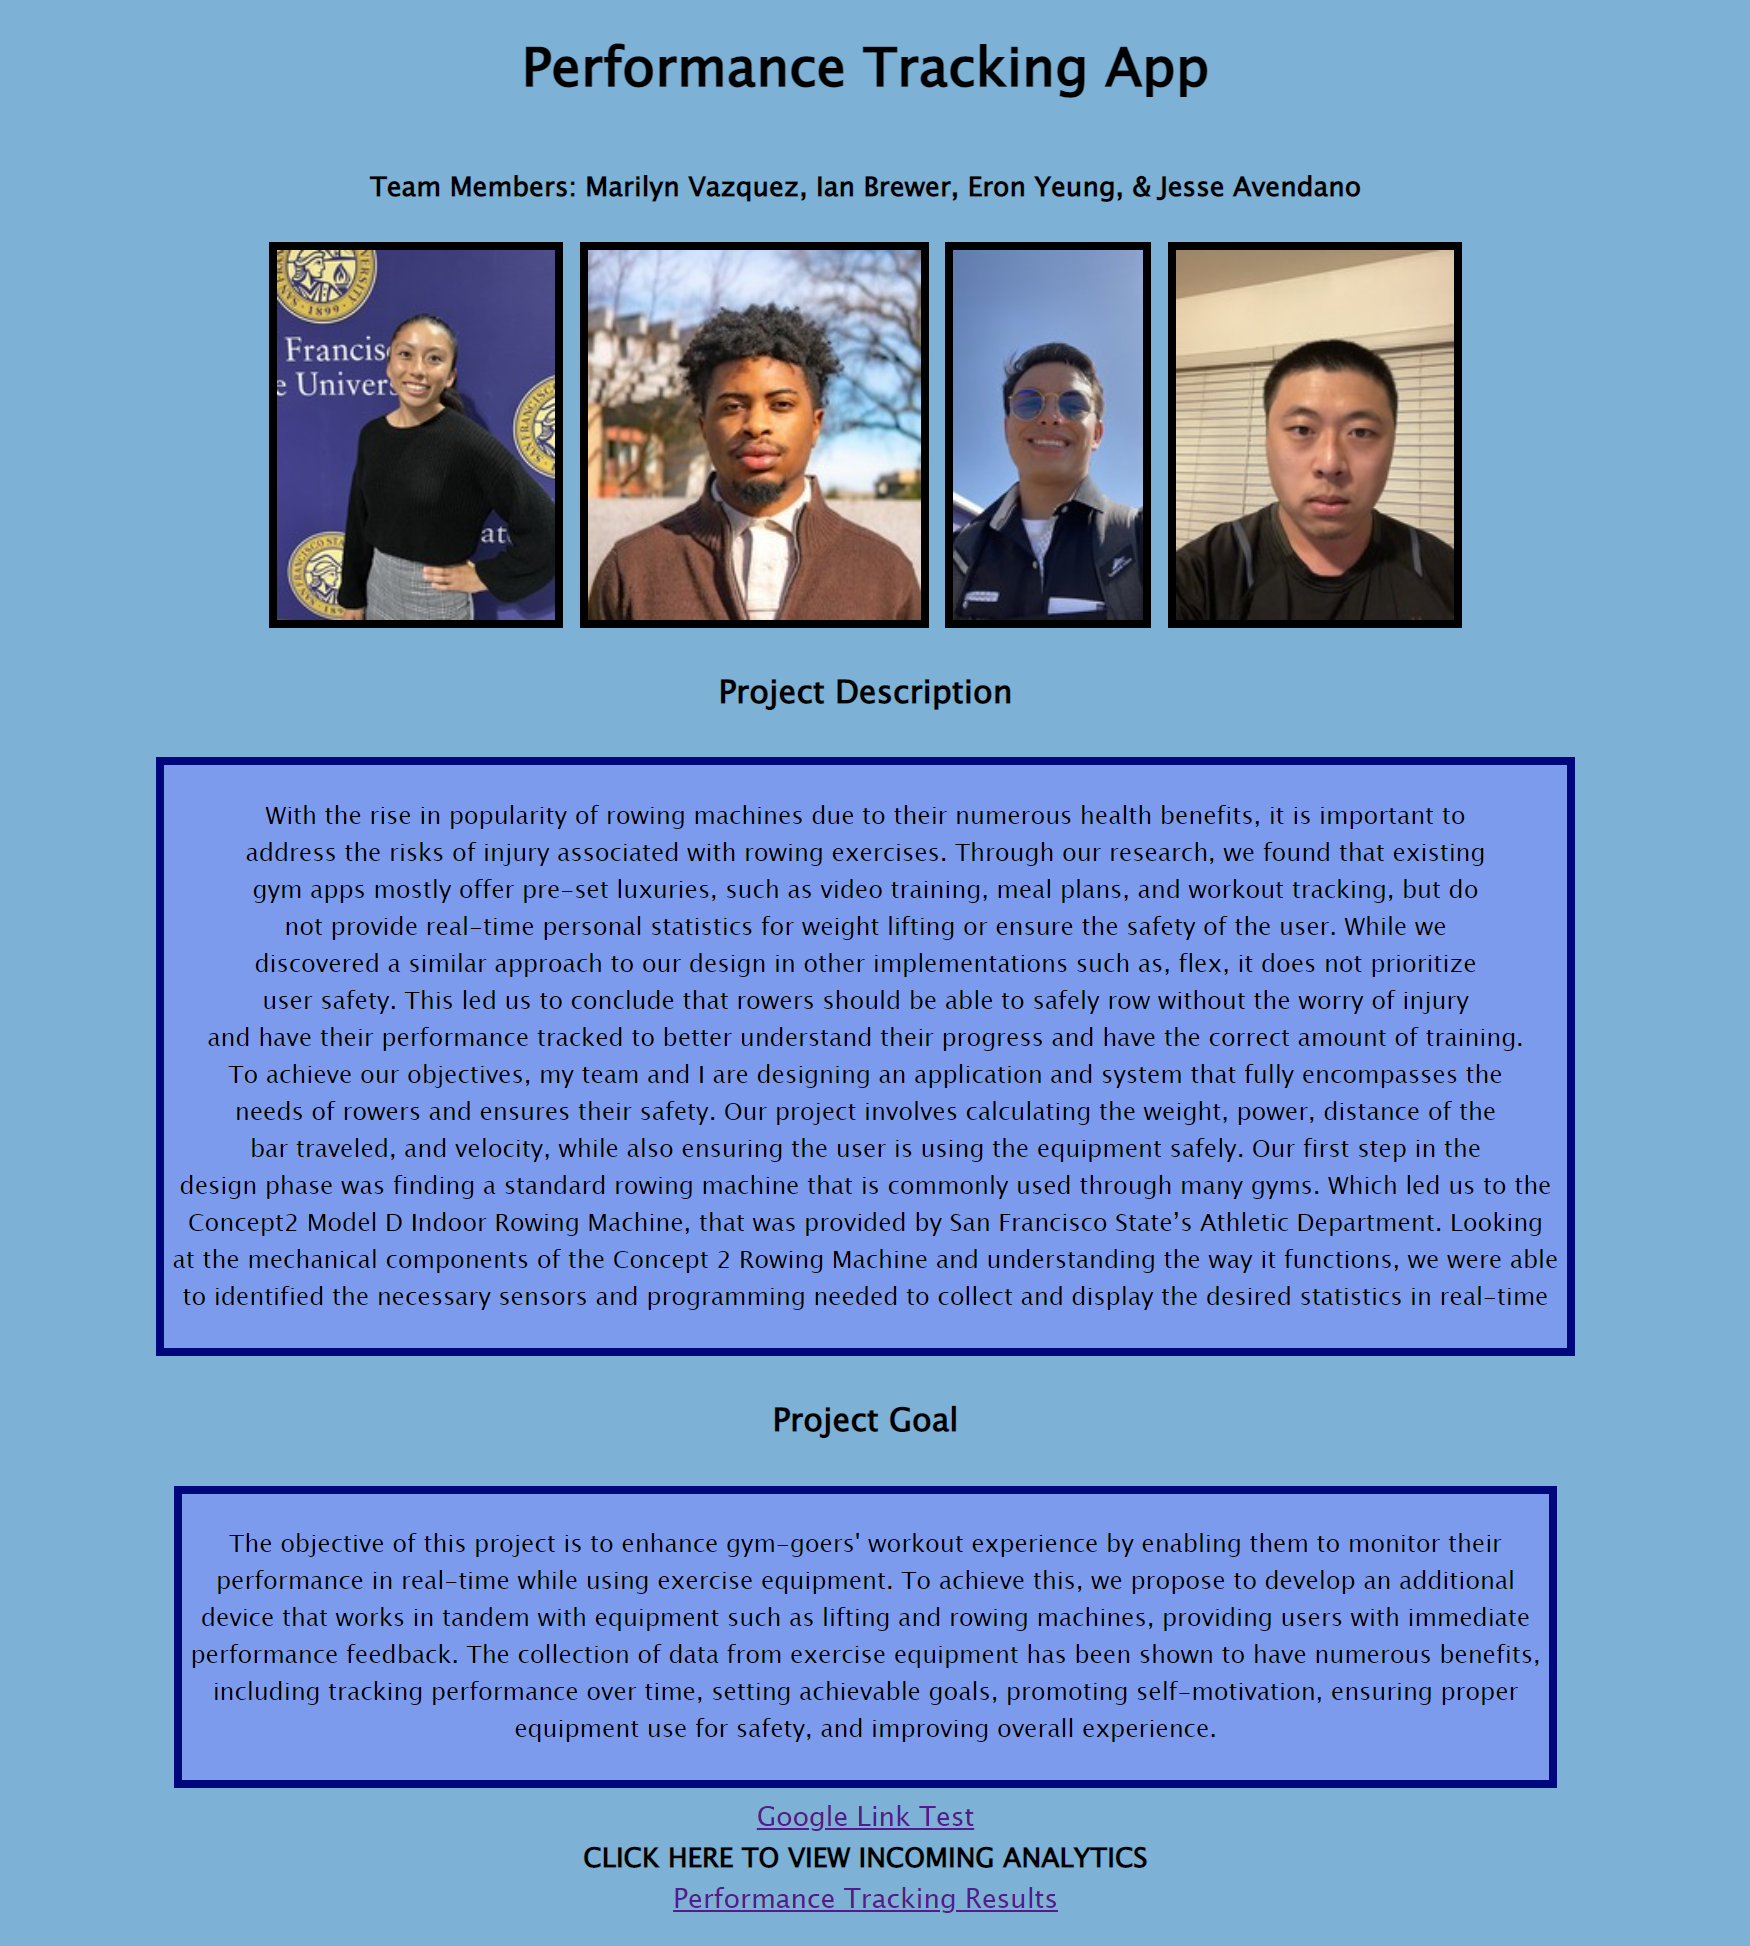 Performance Tracking App
Team Members: Marilyn Vazquez, Ian Brewer, Eron Yeung, & Jesse Avendano
1899
Francis
e Univers
Project Description
With the rise in popularity of rowing machines due to their numerous health benefits, it is important to
address the risks of injury associated with rowing exercises. Through our research, we found that existing
gym apps mostly offer pre-set luxuries, such as video training, meal plans, and workout tracking, but do
not provide real-time personal statistics for weight lifting or ensure the safety of the user. While we
discovered a similar approach to our design in other implementations such as, flex, it does not prioritize
user safety. This led us to conclude that rowers should be able to safely row without the worry of injury
and have their performance tracked to better understand their progress and have the correct amount of training.
To achieve our objectives, my team and I are designing an application and system that fully encompasses the
needs of rowers and ensures their safety. Our project involves calculating the weight, power, distance of the
bar traveled, and velocity, while also ensuring the user is using the equipment safely. Our first step in the
design phase was finding a standard rowing machine that is commonly used through many gyms. Which led us to the
Concept2 Model D Indoor Rowing Machine, that was provided by San Francisco State’s Athletic Department. Looking
at the mechanical components of the Concept 2 Rowing Machine and understanding the way it functions, we were able
to identified the necessary sensors and programming needed to collect and display the desired statistics in real-time
Project Goal
The objective of this project is to enhance gym-goers' workout experience by enabling them to monitor their
performance in real-time while using exercise equipment. To achieve this, we propose to develop an additional
device that works in tandem with equipment such as lifting and rowing machines, providing users with immediate
performance feedback. The collection of data from exercise equipment has been shown to have numerous benefits,
including tracking performance over time, setting achievable goals, promoting self-motivation, ensuring proper
equipment use for safety, and improving overall experience.
Google Link Test
CLICK HERE TO VIEW INCOMING ANALYTICS
Performance Tracking Results